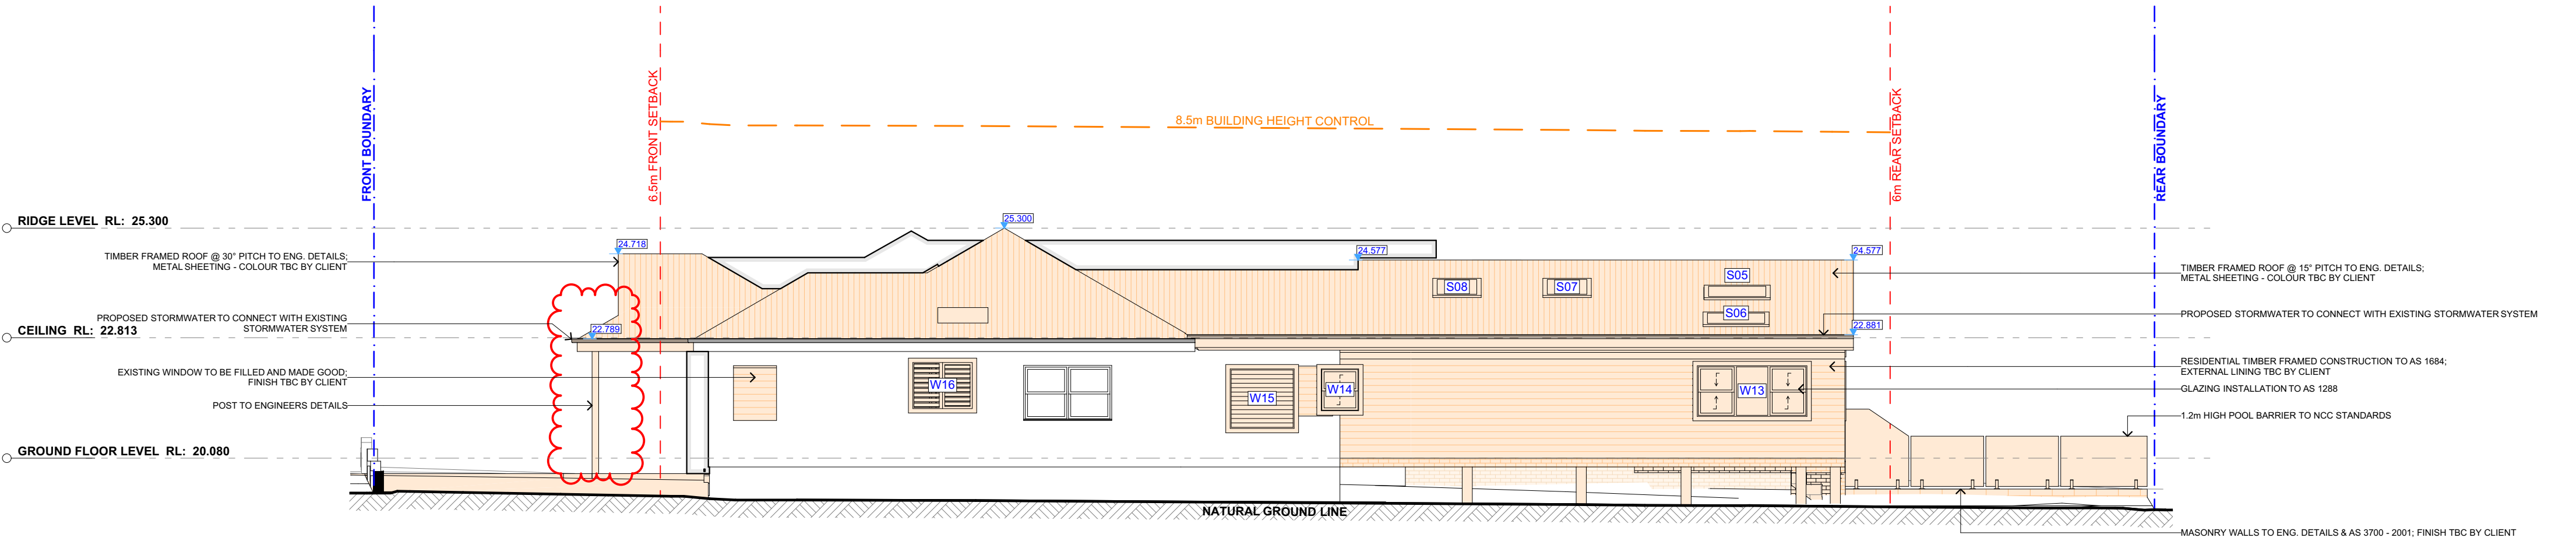 FRONT BOUNDARY
6.5m FRONT SETBACK
8.5m BUILDING HEIGHT CONTROL
6m REAR SETBACK
REAR BOUNDARY
RIDGE LEVEL RL: 25.300
25.300
24.718
24.577
24.577
TIMBER FRAMED ROOF @ 30° PITCH TO ENG. DETAILS;
METAL SHEETING - COLOUR TBC BY CLIENT
TIMBER FRAMED ROOF @ 15° PITCH TO ENG. DETAILS;
METAL SHEETING - COLOUR TBC BY CLIENT
S08
S07
S05
S06
PROPOSED STORMWATER TO CONNECT WITH EXISTING
STORMWATER SYSTEM
PROPOSED STORMWATER TO CONNECT WITH EXISTING STORMWATER SYSTEM
CEILING RL: 22.813
22.789
22.881
EXISTING WINDOW TO BE FILLED AND MADE GOOD;
FINISH TBC BY CLIENT
RESIDENTIAL TIMBER FRAMED CONSTRUCTION TO AS 1684;
EXTERNAL LINING TBC BY CLIENT
W16
W15
W14
W13
GLAZING INSTALLATION TO AS 1288
POST TO ENGINEERS DETAILS
1.2m HIGH POOL BARRIER TO NCC STANDARDS
GROUND FLOOR LEVEL RL: 20.080
NATURAL GROUND LINE
MASONRY WALLS TO ENG. DETAILS & AS 3700 - 2001; FINISH TBC BY CLIENT